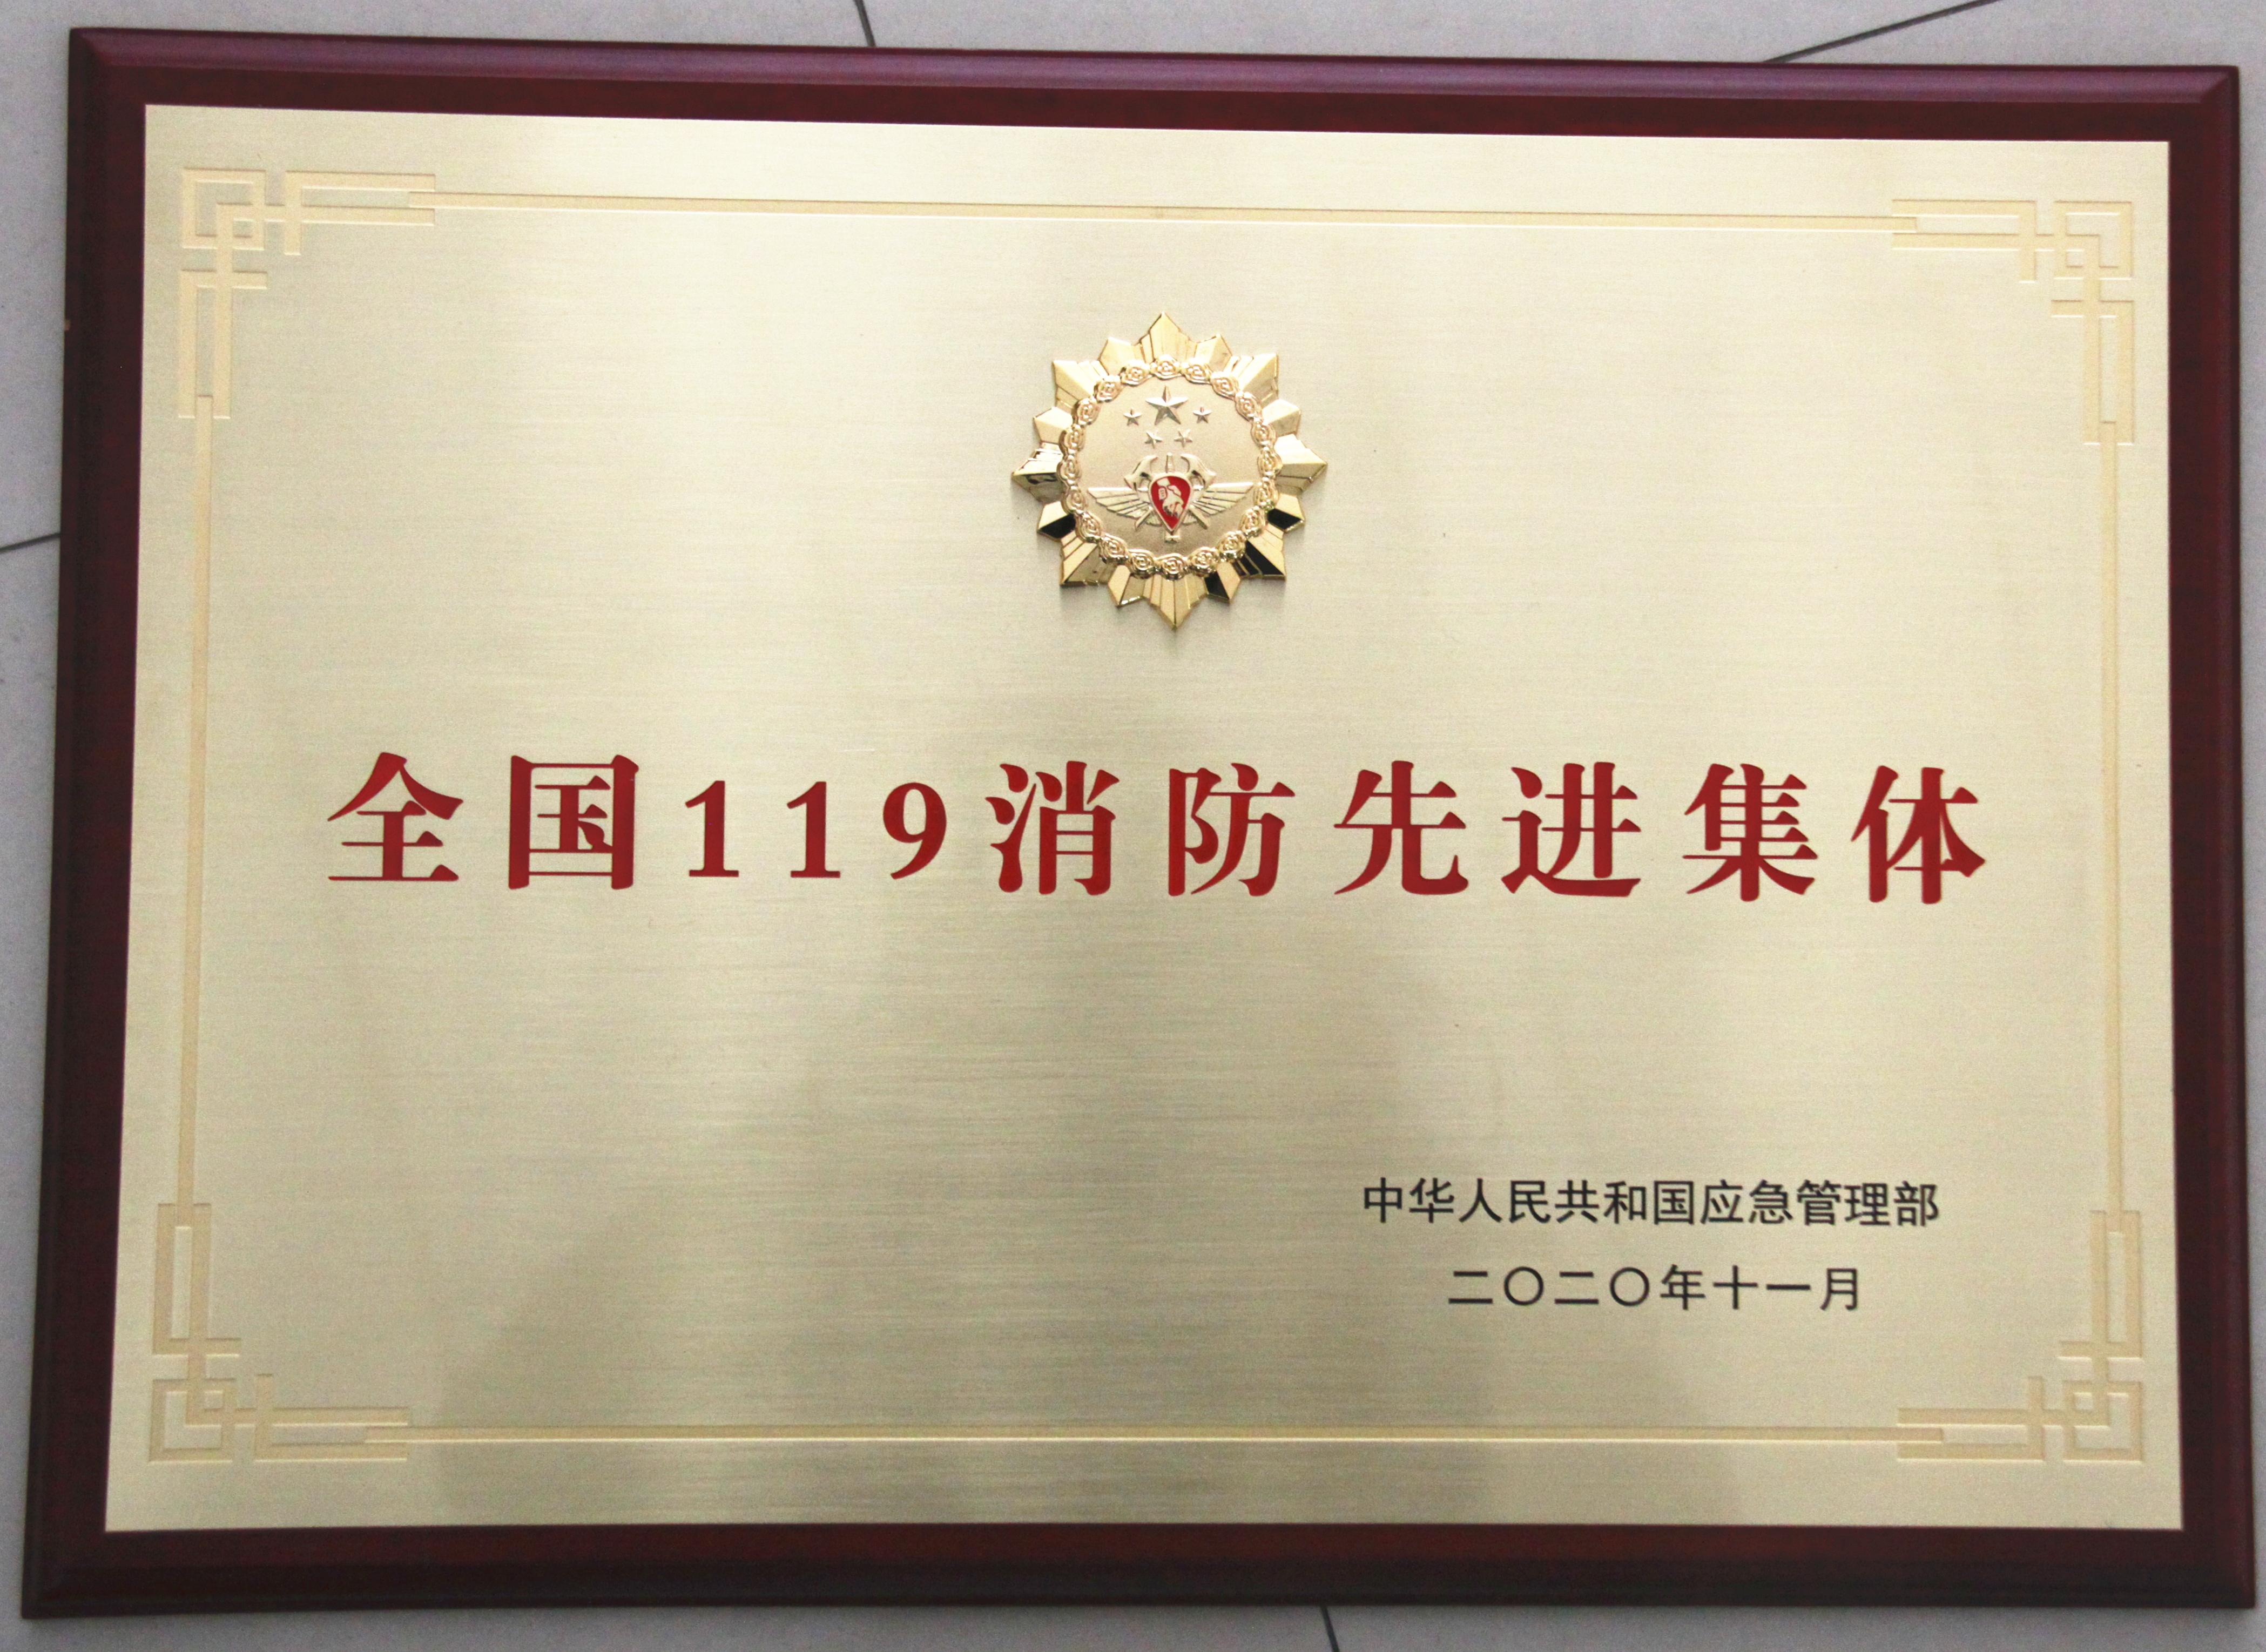 全国119消防先进集体
中华人民共和国应急管理部
二〇二〇年十一月